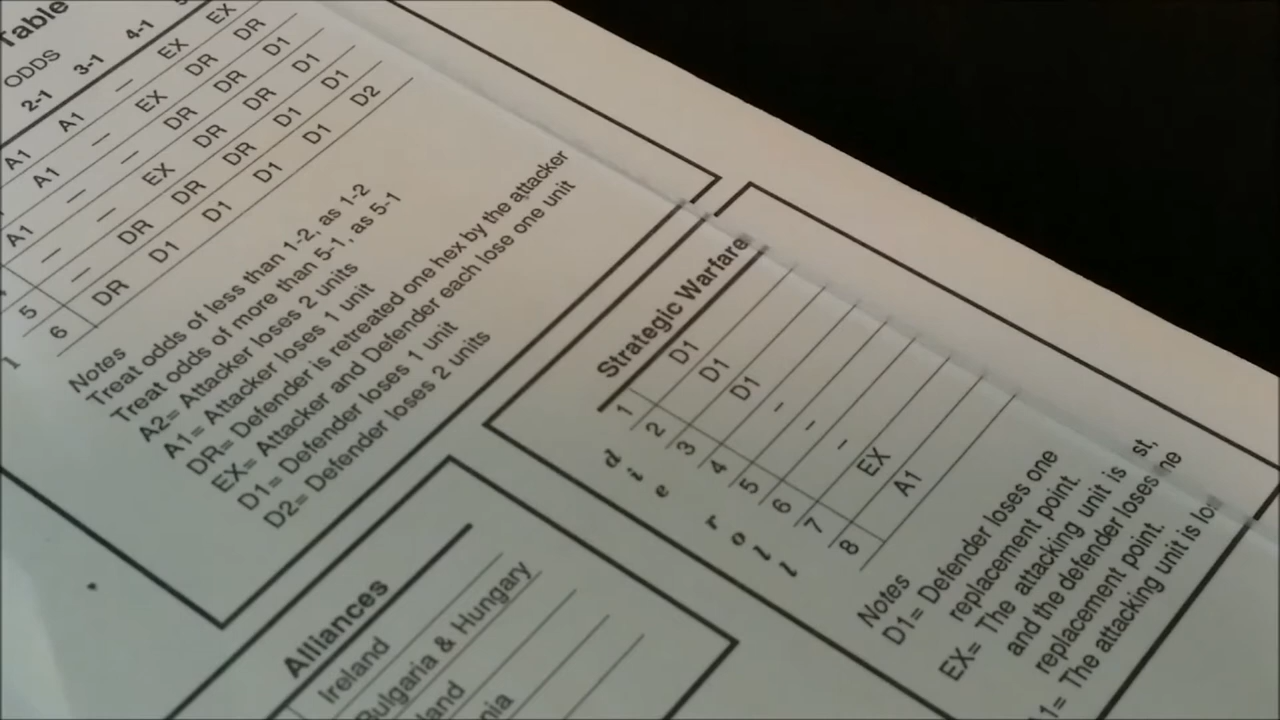 Table
ODDS
2-1 3-1 4-1
A1 A1 — EX EX
A1 — EX DR DR
A1 — — DR DR D1
— — EX DR DR D1
5 — DR DR DR D1 D1
6 DR D1 D1 D1 D1 D2
Notes
Treat odds of less than 1-2, as 1-2
Treat odds of more than 5-1, as 5-1
A2= Attacker loses 2 units
A1= Attacker loses 1 unit
DR= Defender is retreated one hex by the attacker
EX= Attacker and Defender each lose one unit
D1= Defender loses 1 unit
D2= Defender loses 2 units
Strategic Warfare
die roll
1 D1
2 D1
3 D1
4 -
5 -
6 -
7 EX
8 A1
Notes
D1= Defender loses one
replacement point.
EX= The attacking unit is
and the defender loses
replacement point.
The attacking unit is
Alliances
Ireland
Bulgaria & Hungary